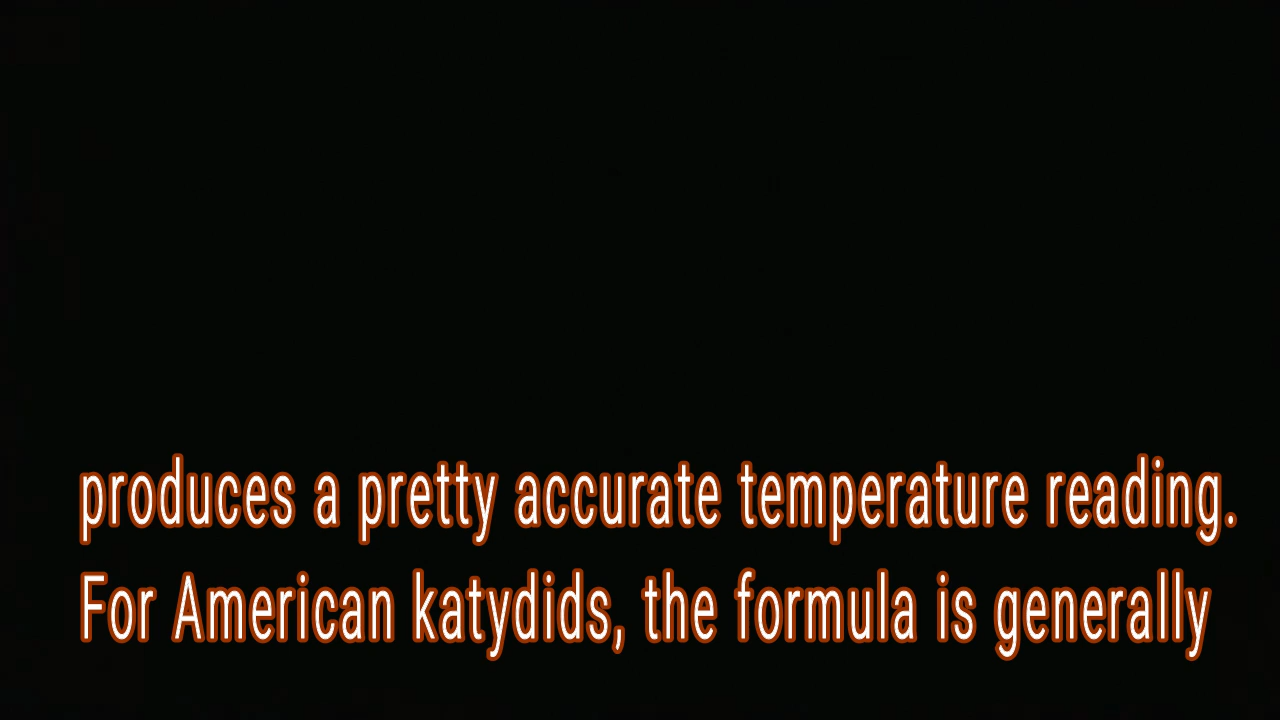 produces a pretty accurate temperature reading.
For American katydids, the formula is generally